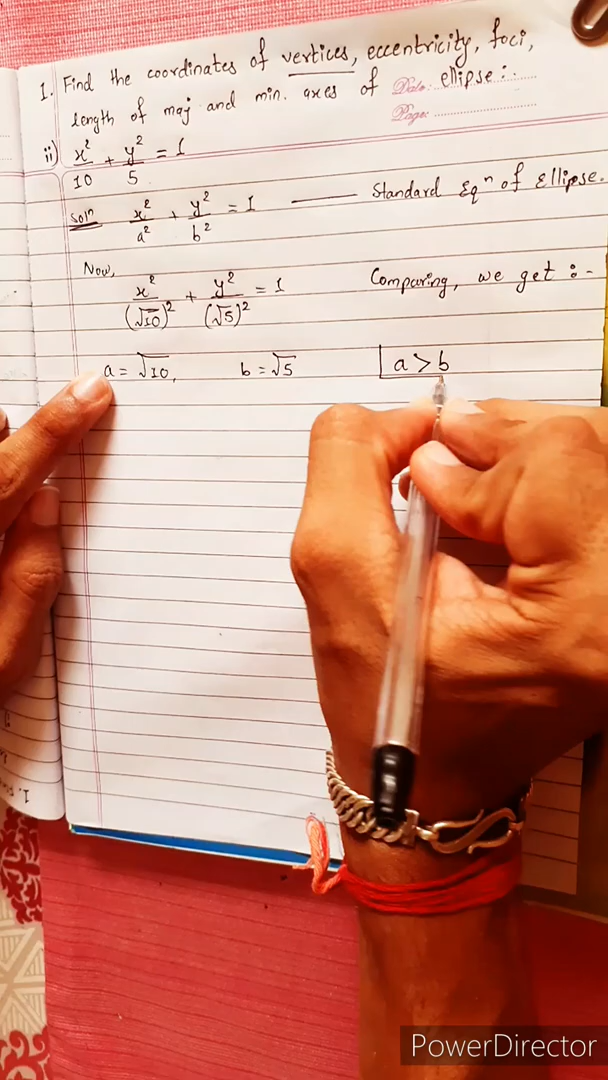 1. Find the coordinates of vertices, eccentricity, foci,
length of maj and min. axes of ellipse :-
Date:
Page:
ii) x²/10 + y²/5 = 1
Solⁿ x²/a² + y²/b² = 1 —— Standard Eqⁿ of Ellipse.
Now,
x²/(√10)² + y²/(√5)² = 1 Comparing, we get :-
a = √10, b = √5 a > b
PowerDirector